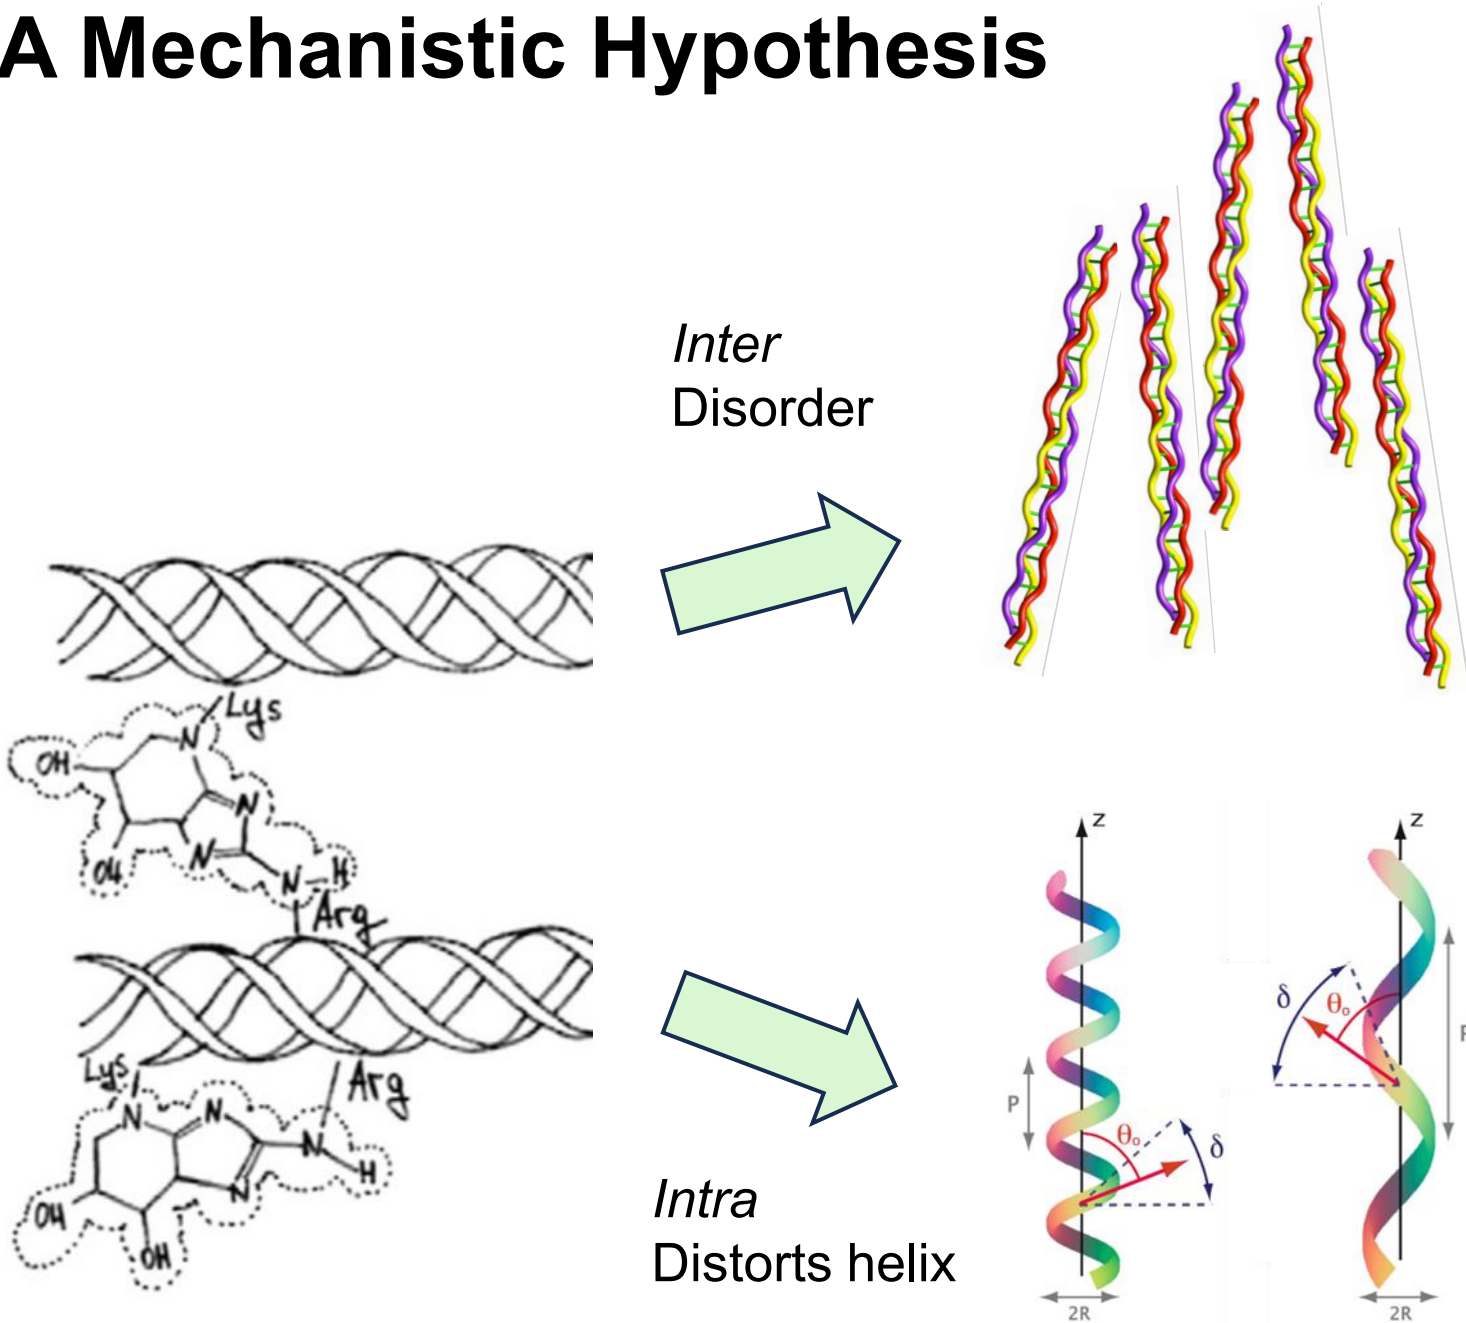 A Mechanistic Hypothesis
Inter
Disorder
Lys
N
OH
N
OH
N
N
H
Arg
Lys
Arg
N
N
N
H
N
OH
OH
Intra
Distorts helix
z
P
θo
δ
2R
z
δ
θo
P
2R